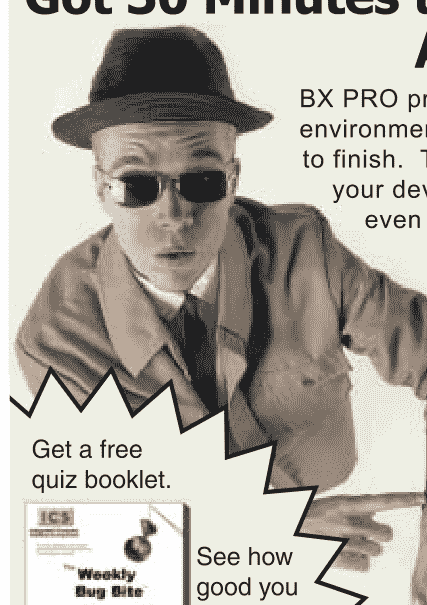 Got 30 Minutes t
A
BX PRO pr
environmen
to finish. T
your dev
even
Get a free
quiz booklet.
ICS
Weekly
Bug Bite
See how
good you